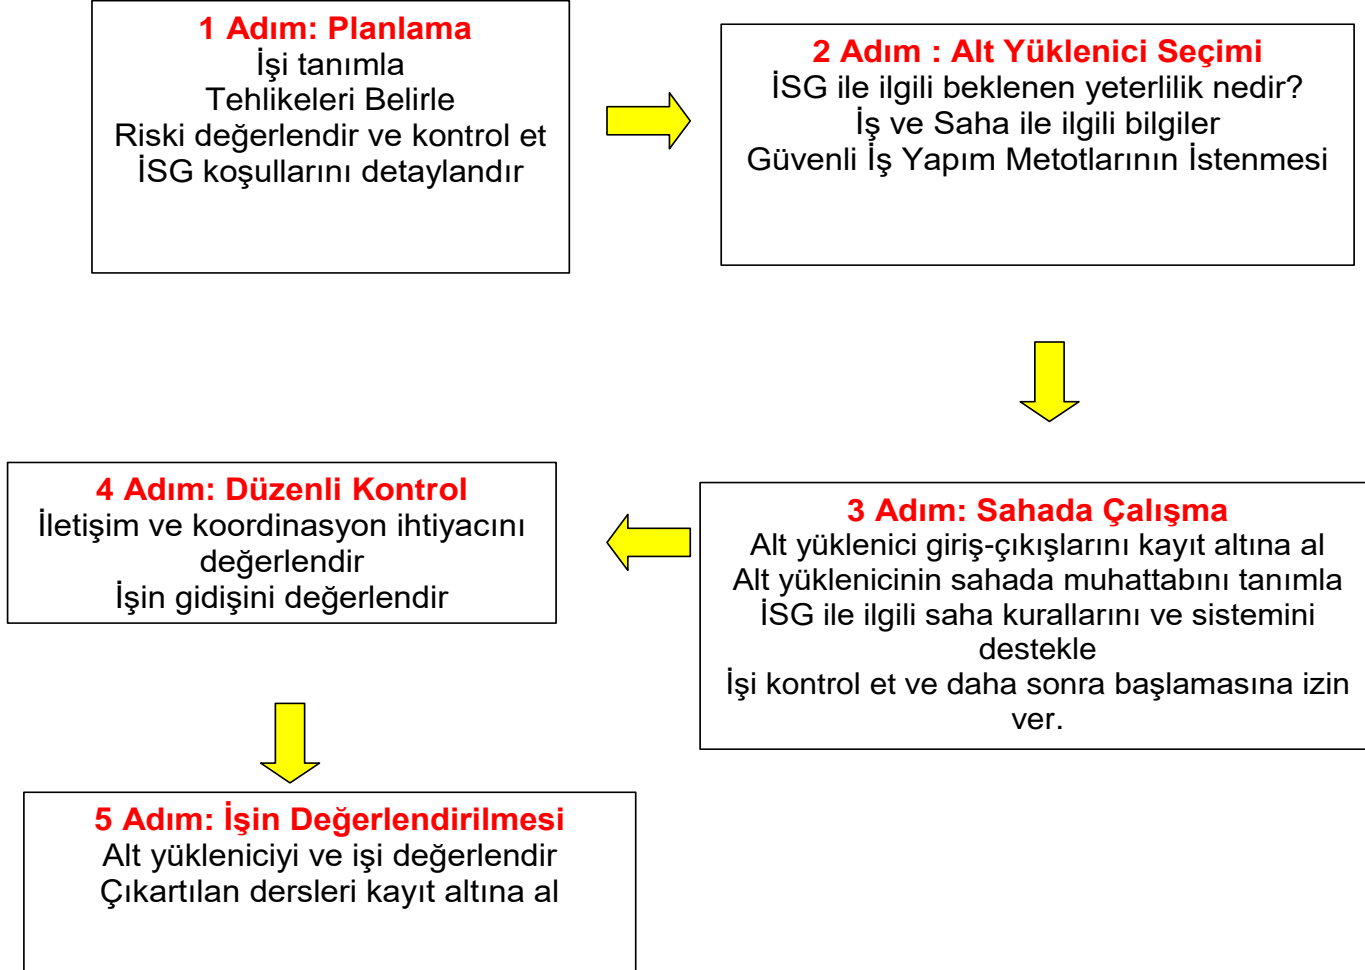 1 Adım: Planlama
İşi tanımla
Tehlikeleri Belirle
Riski değerlendir ve kontrol et
İSG koşullarını detaylandır
2 Adım : Alt Yüklenici Seçimi
İSG ile ilgili beklenen yeterlilik nedir?
İş ve Saha ile ilgili bilgiler
Güvenli İş Yapım Metotlarının İstenmesi
3 Adım: Sahada Çalışma
Alt yüklenici giriş-çıkışlarını kayıt altına al
Alt yüklenicinin sahada muhattabını tanımla
İSG ile ilgili saha kurallarını ve sistemini
destekle
İşi kontrol et ve daha sonra başlamasına izin
ver.
4 Adım: Düzenli Kontrol
İletişim ve koordinasyon ihtiyacını
değerlendir
İşin gidişini değerlendir
5 Adım: İşin Değerlendirilmesi
Alt yükleniciyi ve işi değerlendir
Çıkartılan dersleri kayıt altına al